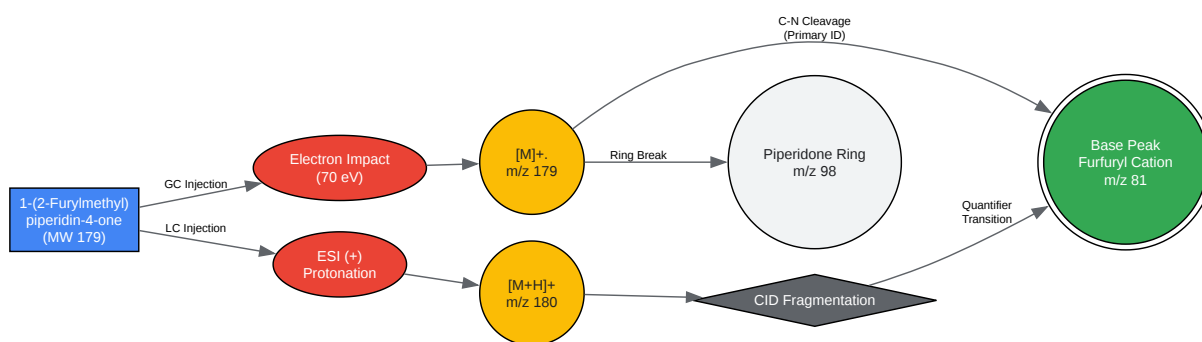 1-(2-Furylmethyl)
piperidin-4-one
(MW 179)
GC Injection
LC Injection
Electron Impact
(70 eV)
ESI (+)
Protonation
[M]+.
m/z 179
[M+H]+
m/z 180
C-N Cleavage
(Primary ID)
Ring Break
Piperidone Ring
m/z 98
CID Fragmentation
Quantifier
Transition
Base Peak
Furfuryl Cation
m/z 81